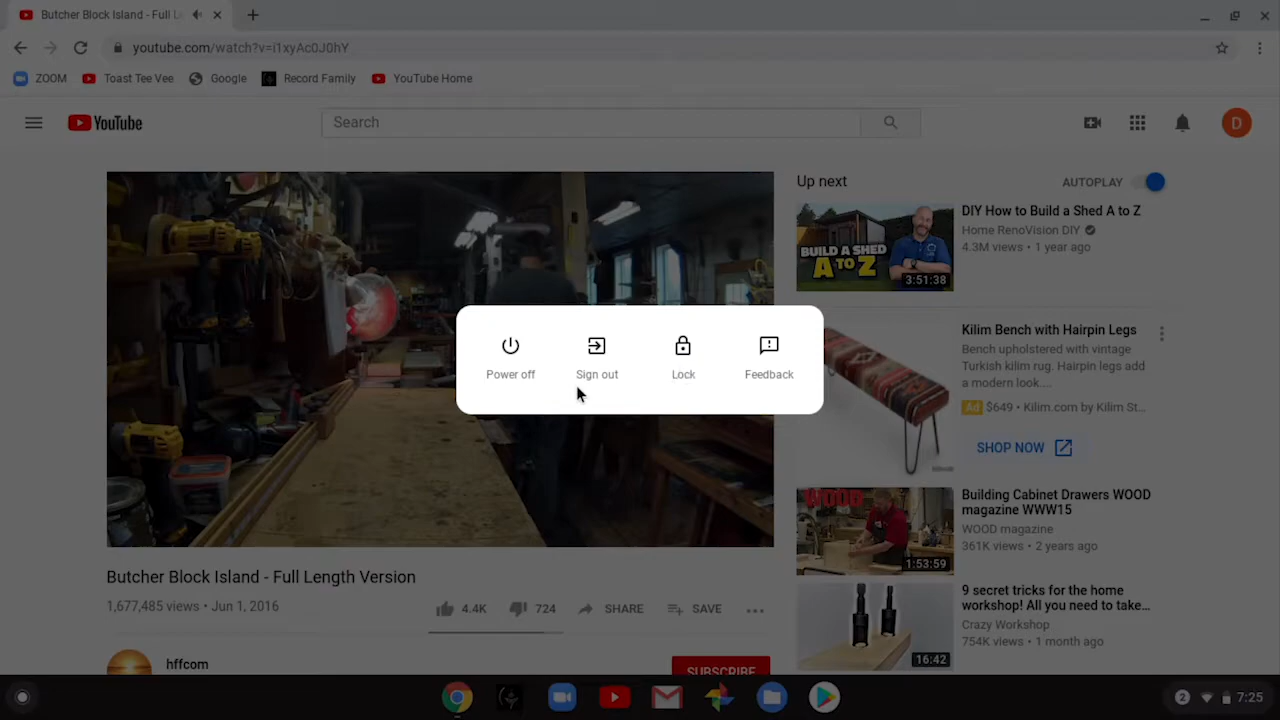 Butcher Block Island - Full L
youtube.com/watch?v=i1xyAc0J0hY
ZOOM
Toast Tee Vee
Google
Record Family
YouTube Home
YouTube
Search
D
Up next
AUTOPLAY
BUILD A SHED
A TO Z
3:51:38
DIY How to Build a Shed A to Z
Home RenoVision DIY
4.3M views • 1 year ago
Power off
Sign out
Lock
Feedback
Kilim Bench with Hairpin Legs
Bench upholstered with vintage
Turkish kilim rug. Hairpin legs add
a modern look....
Ad $649 • Kilim.com by Kilim St...
SHOP NOW
WOOD
1:53:59
Building Cabinet Drawers WOOD
magazine WWW15
WOOD magazine
361K views • 2 years ago
Butcher Block Island - Full Length Version
1,677,485 views • Jun 1, 2016
4.4K
724
SHARE
SAVE
16:42
9 secret tricks for the home
workshop! All you need to take...
Crazy Workshop
754K views • 1 month ago
hffcom
SUBSCRIBE
2
7:25